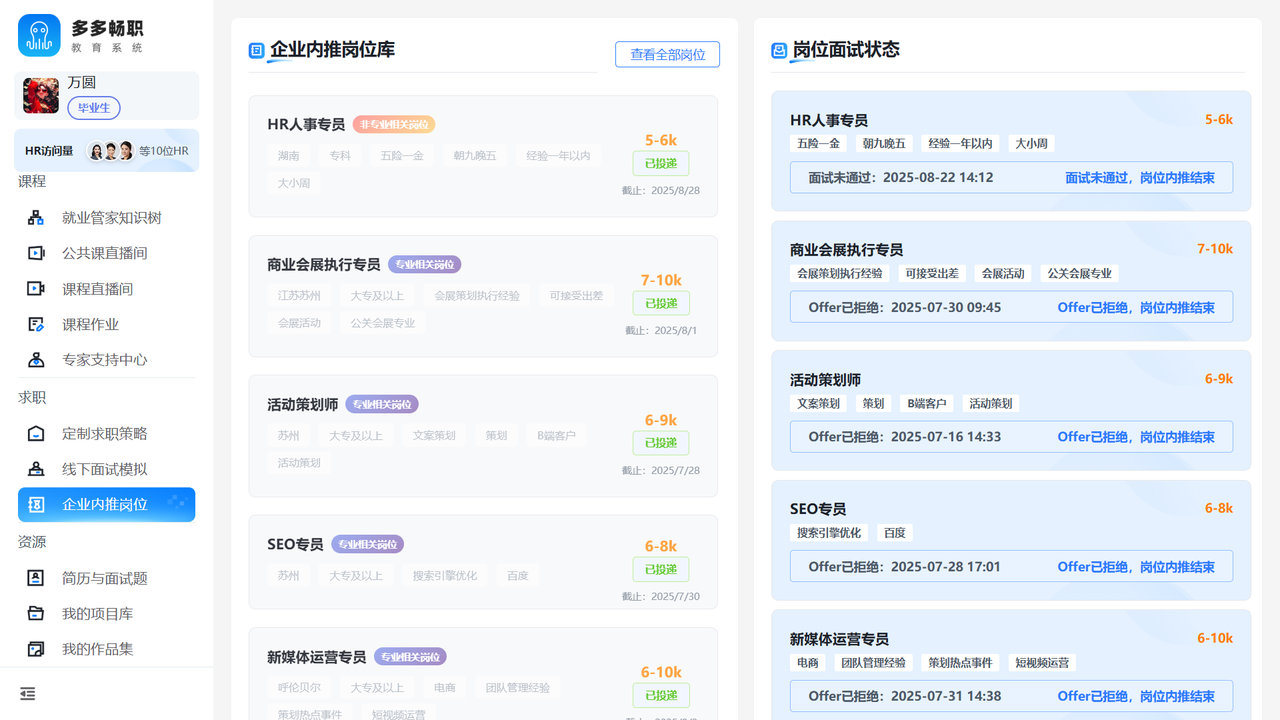 多多畅职
教育系统
万圆
毕业生
HR访问量
等10位HR
课程
就业管家知识树
公共课直播间
课程直播间
课程作业
专家支持中心
求职
定制求职策略
线下面试模拟
企业内推岗位
资源
简历与面试题
我的项目库
我的作品集
企业内推岗位库
查看全部岗位
HR人事专员 非专业相关岗位
5-6k
湖南 专科 五险一金 朝九晚五 经验一年以内
已投递
大小周
截止：2025/8/28
商业会展执行专员 专业相关岗位
7-10k
江苏苏州 大专及以上 会展策划执行经验 可接受出差
已投递
会展活动 公关会展专业
截止：2025/8/1
活动策划师 专业相关岗位
6-9k
苏州 大专及以上 文案策划 策划 B端客户
已投递
活动策划
截止：2025/7/28
SEO专员 专业相关岗位
6-8k
苏州 大专及以上 搜索引擎优化 百度
已投递
截止：2025/7/30
新媒体运营专员 专业相关岗位
6-10k
呼伦贝尔 大专及以上 电商 团队管理经验
已投递
策划热点事件 短视频运营
岗位面试状态
HR人事专员 5-6k
五险一金 朝九晚五 经验一年以内 大小周
面试未通过：2025-08-22 14:12 面试未通过，岗位内推结束
商业会展执行专员 7-10k
会展策划执行经验 可接受出差 会展活动 公关会展专业
Offer已拒绝：2025-07-30 09:45 Offer已拒绝，岗位内推结束
活动策划师 6-9k
文案策划 策划 B端客户 活动策划
Offer已拒绝：2025-07-16 14:33 Offer已拒绝，岗位内推结束
SEO专员 6-8k
搜索引擎优化 百度
Offer已拒绝：2025-07-28 17:01 Offer已拒绝，岗位内推结束
新媒体运营专员 6-10k
电商 团队管理经验 策划热点事件 短视频运营
Offer已拒绝：2025-07-31 14:38 Offer已拒绝，岗位内推结束